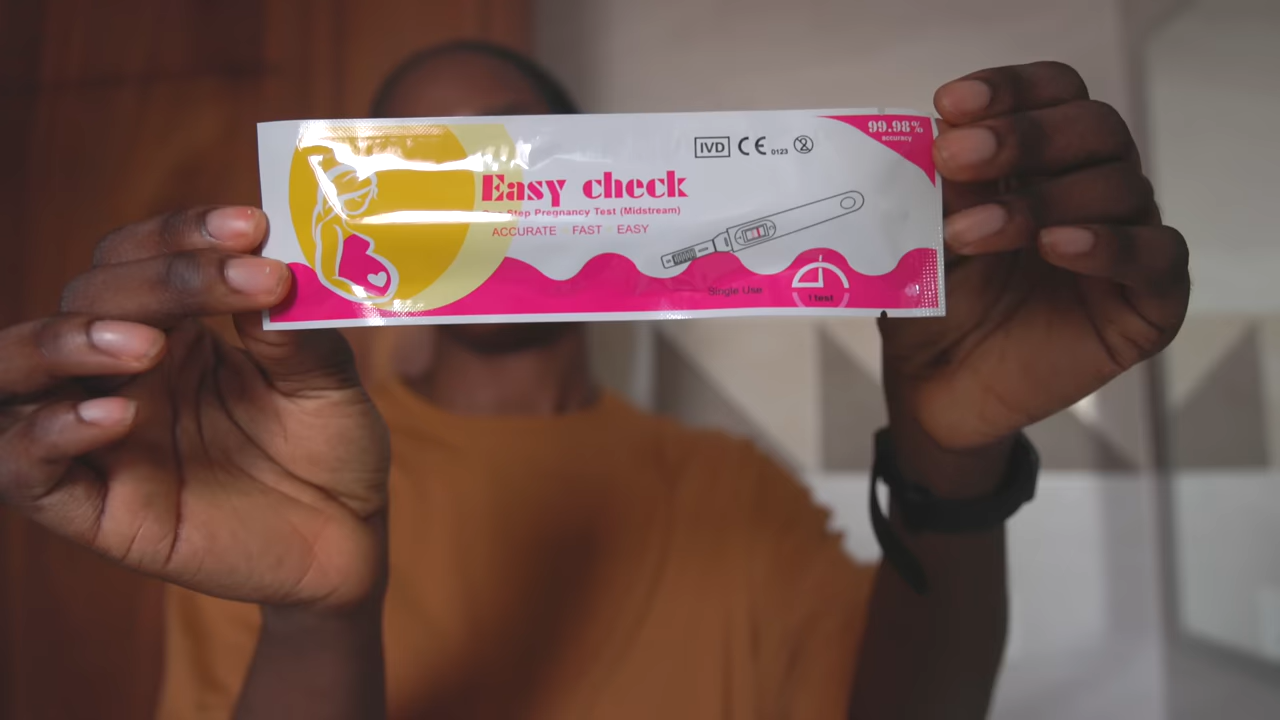 99.98%
accuracy
IVD CE 0123 2
Easy check
Step Pregnancy Test (Midstream)
ACCURATE FAST EASY
Single Use
1 test